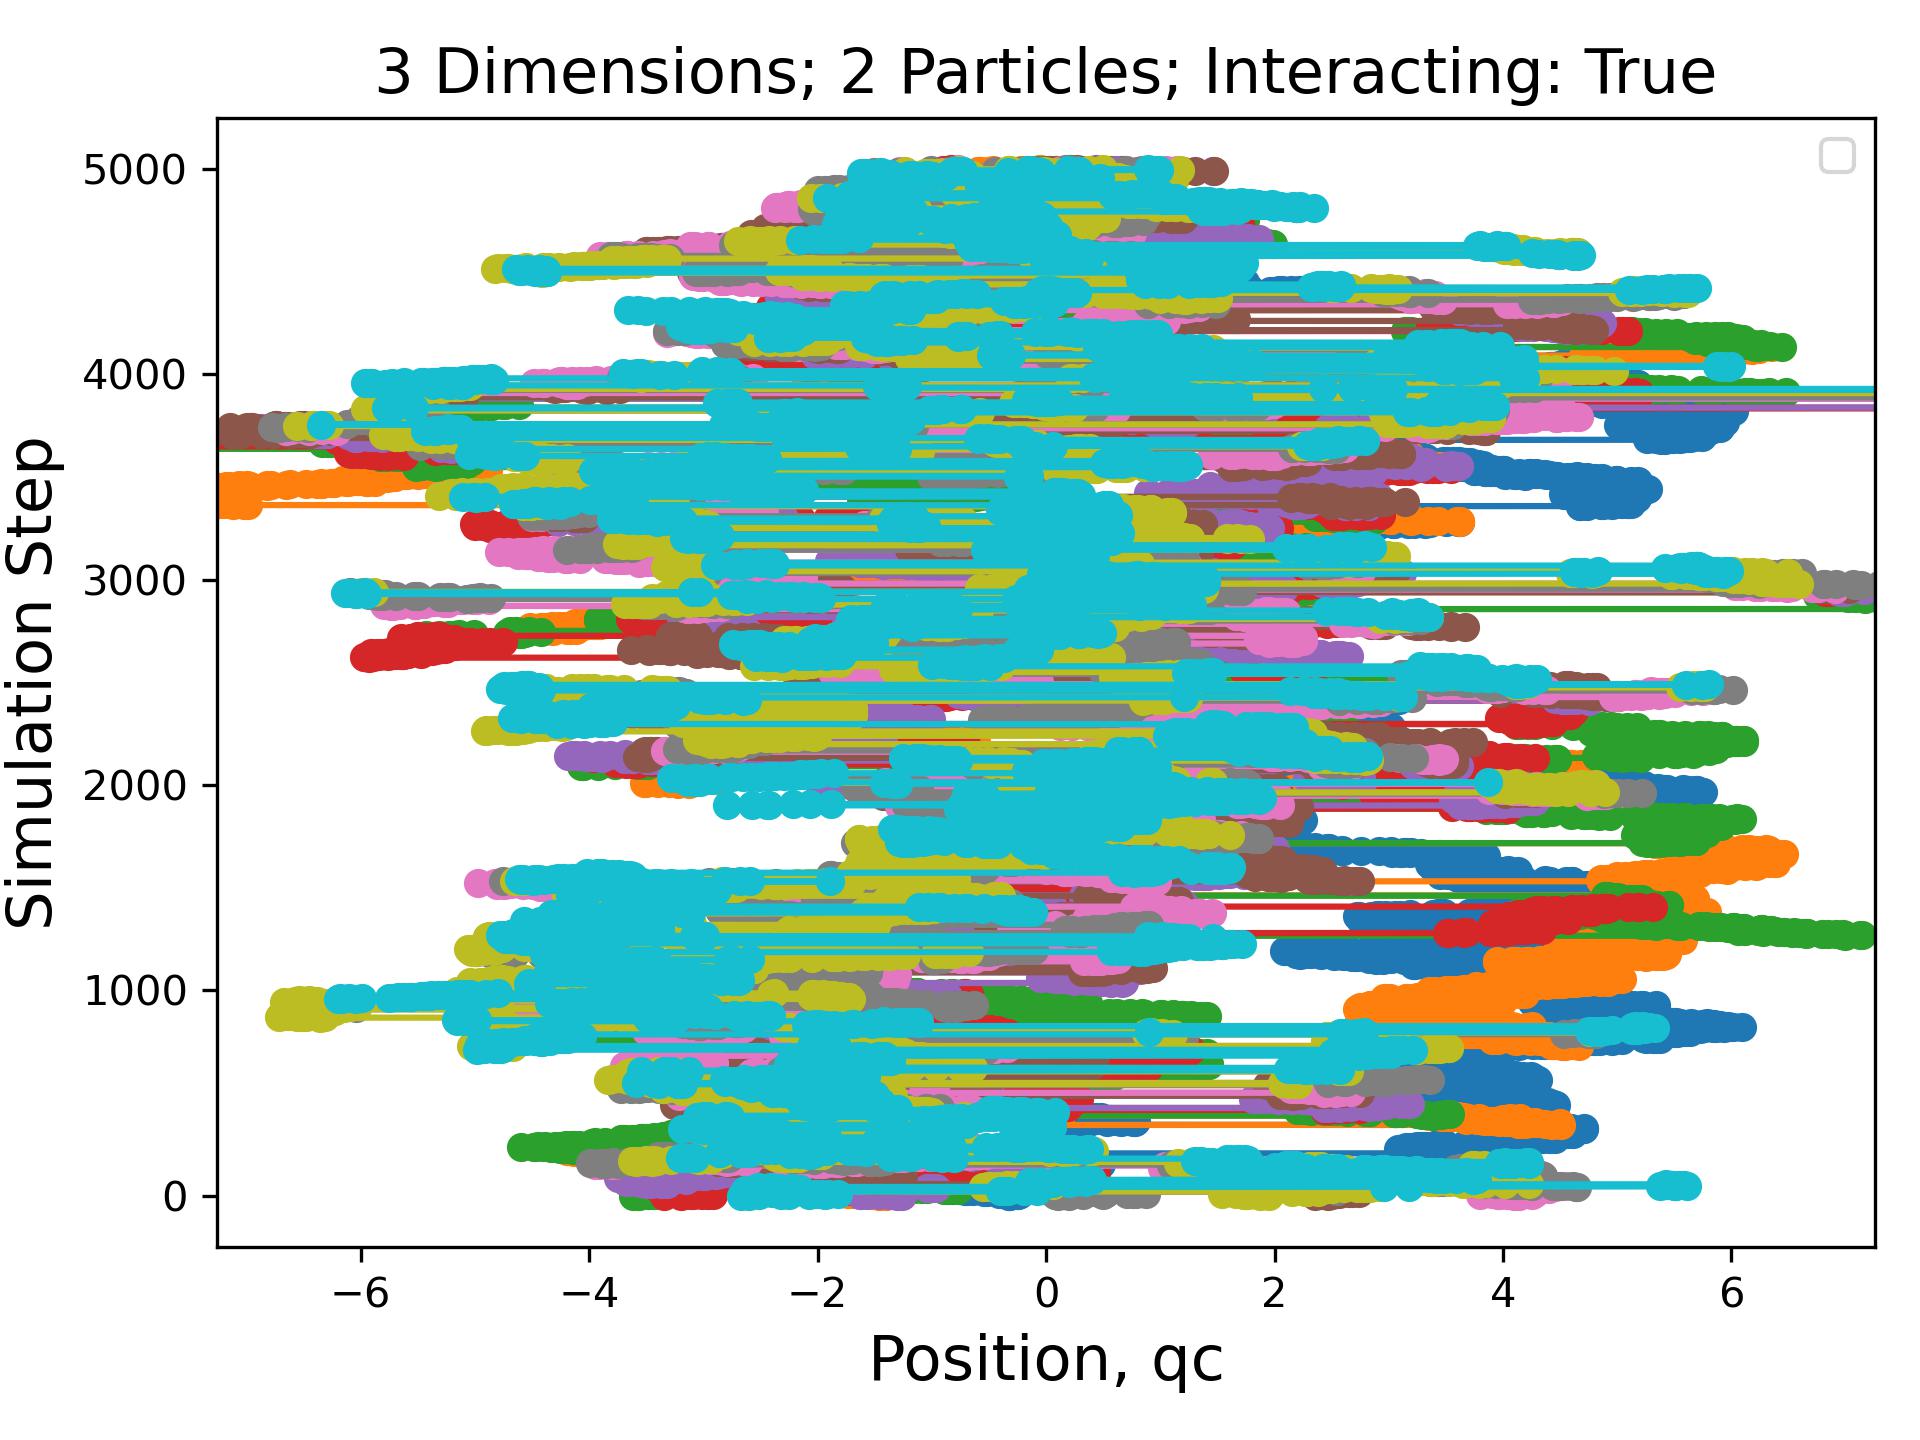 3 Dimensions; 2 Particles; Interacting: True
5000
4000
3000
2000
1000
0
Simulation Step
−6 −4 −2 0 2 4 6
Position, qc